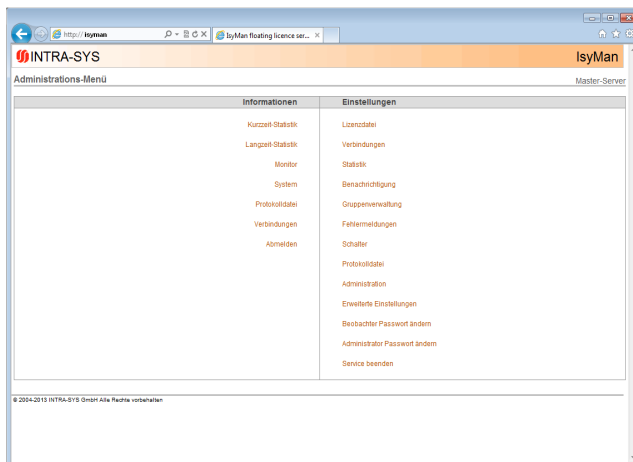 http://isyman
IsyMan floating licence ser...
INTRA-SYS
IsyMan
Administrations-Menü
Master-Server
Informationen
Einstellungen
Kurzzeit-Statistik
Lizenzdatei
Langzeit-Statistik
Verbindungen
Monitor
Statistik
System
Benachrichtigung
Protokolldatei
Gruppenverwaltung
Verbindungen
Fehlermeldungen
Abmelden
Schalter
Protokolldatei
Administration
Erweiterte Einstellungen
Beobachter Passwort ändern
Administrator Passwort ändern
Service beenden
© 2004-2013 INTRA-SYS GmbH Alle Rechte vorbehalten